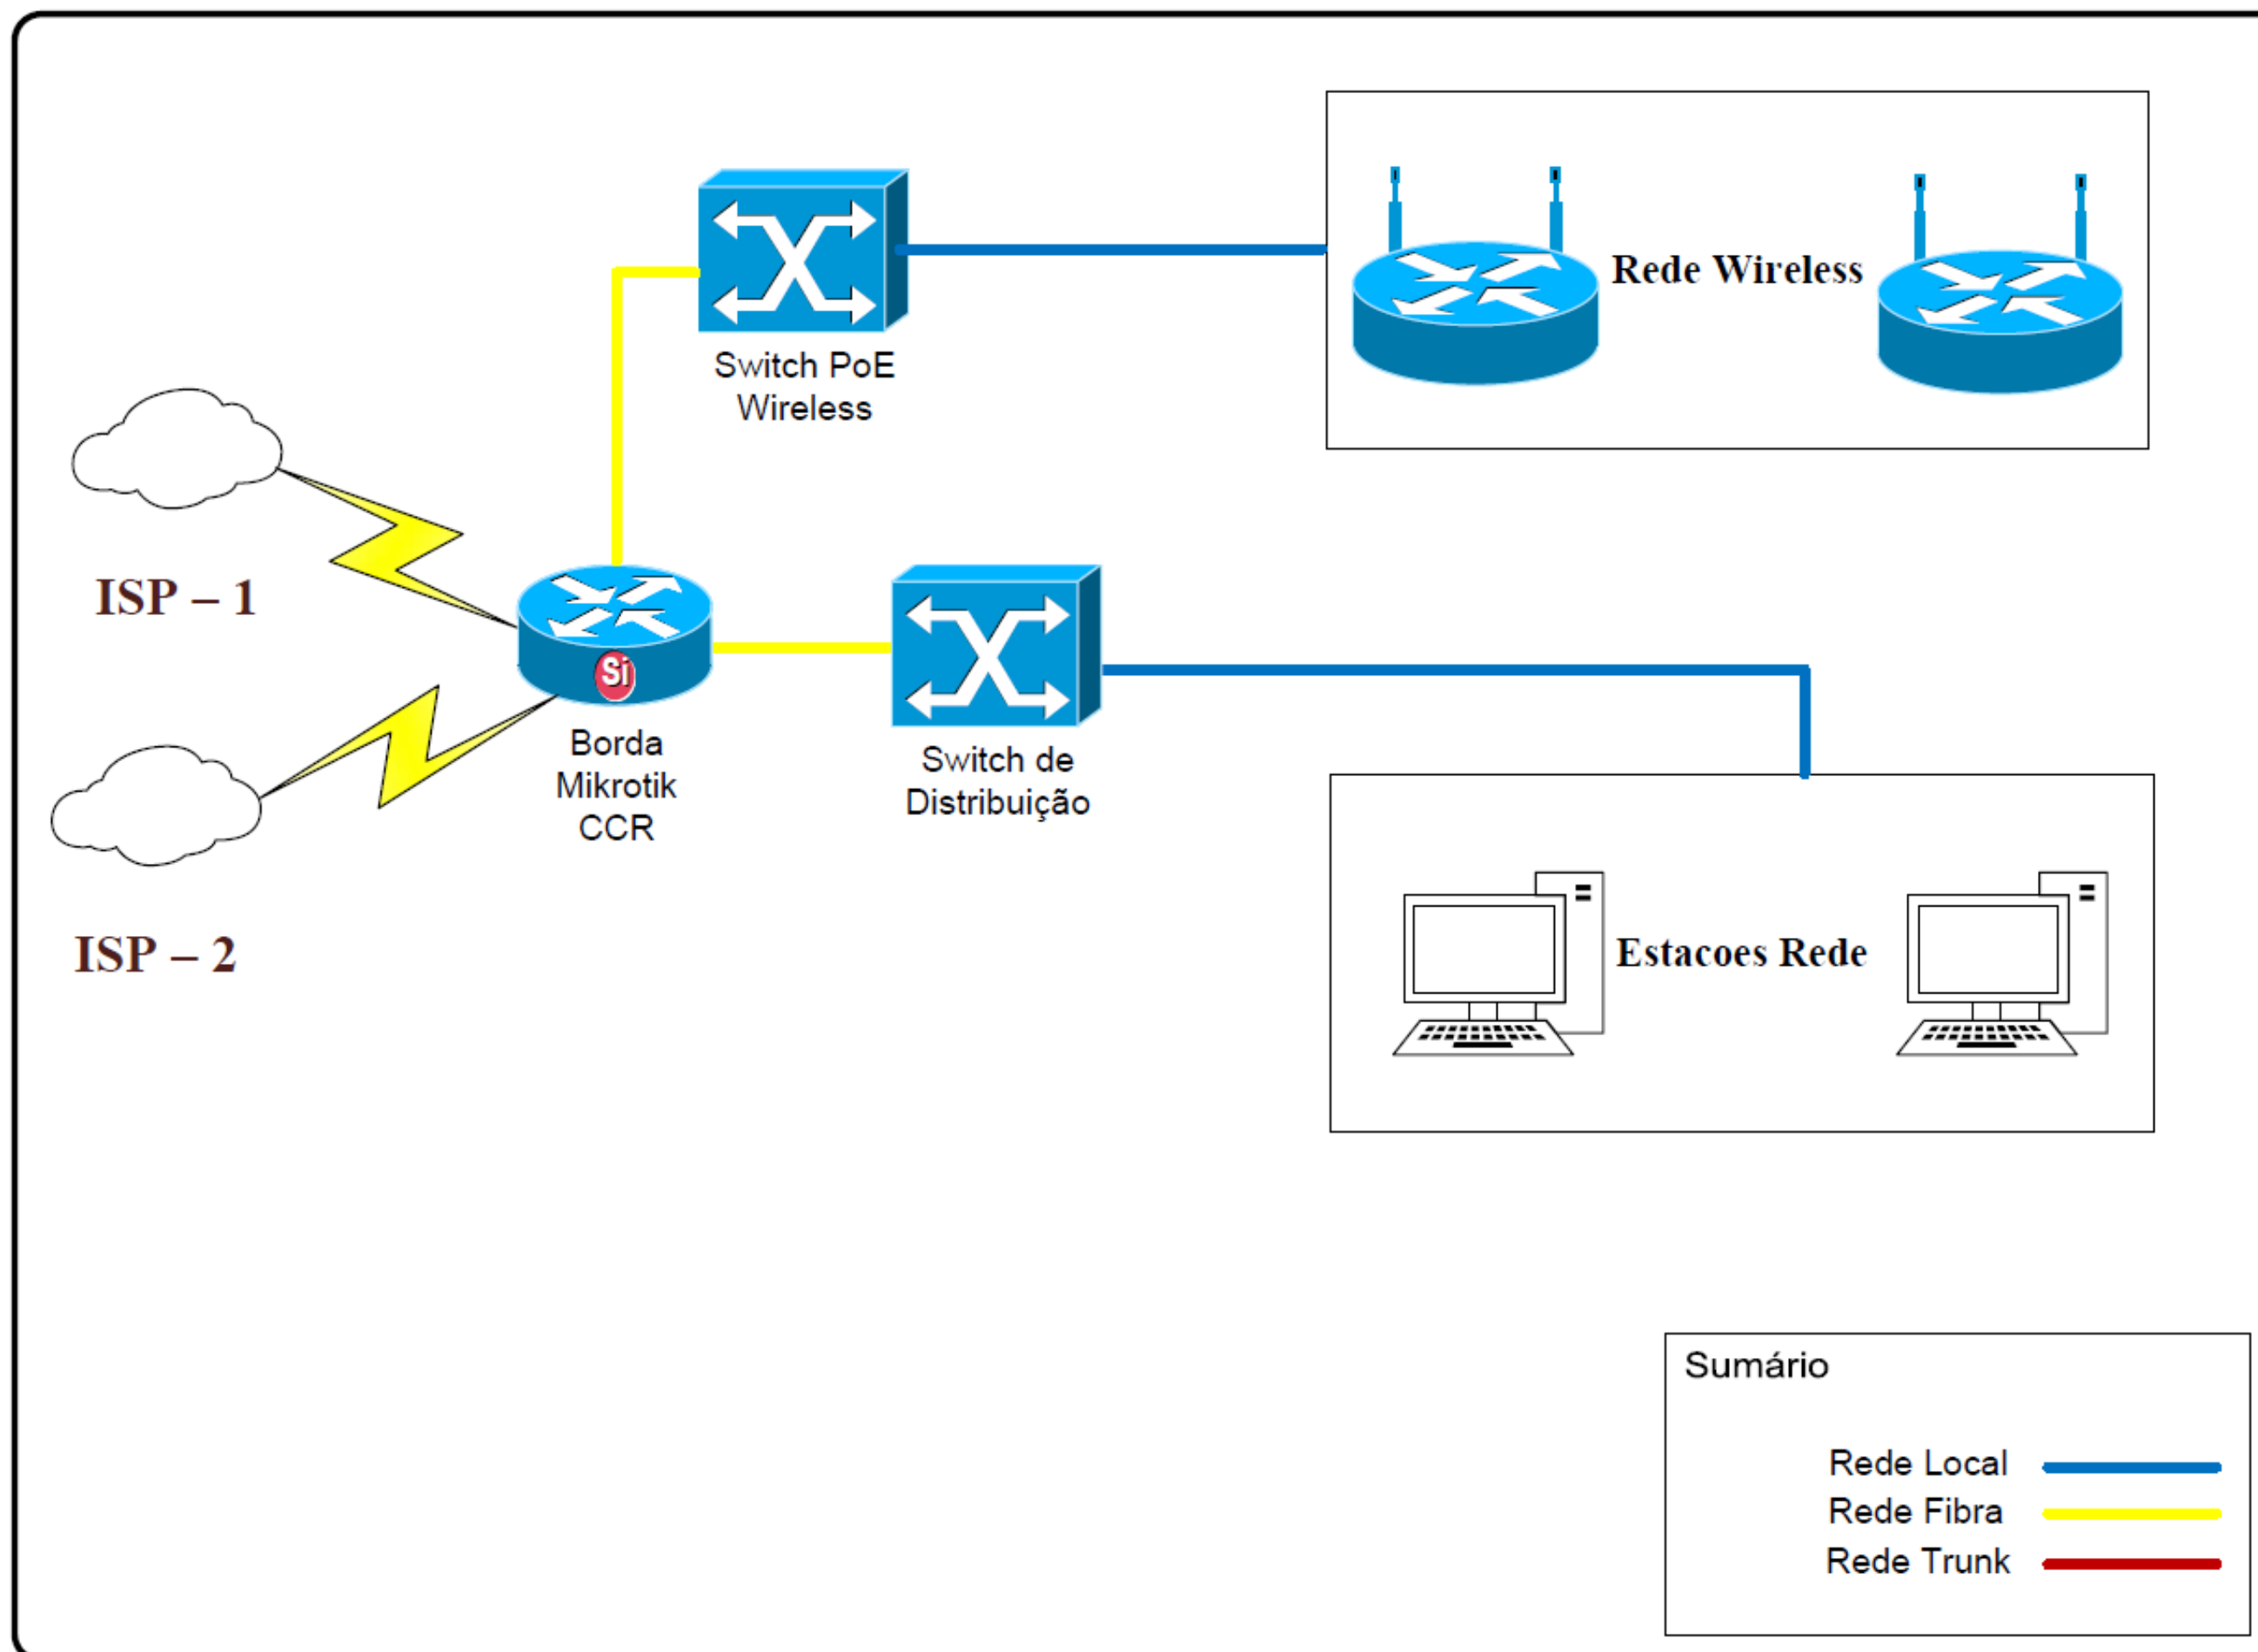 Rede Wireless
Switch PoE
Wireless
ISP – 1
Si
Borda
Mikrotik
CCR
Switch de
Distribuição
ISP – 2
Estacoes Rede
Sumário
Rede Local
Rede Fibra
Rede Trunk